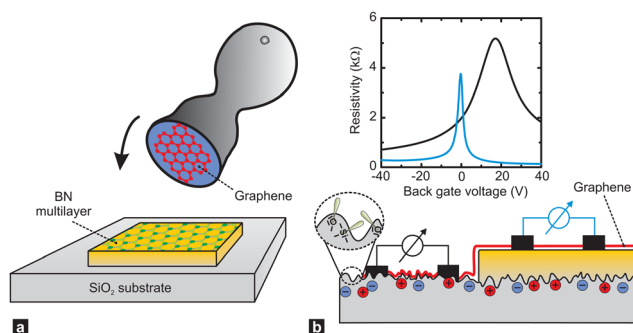 Graphene
BN
multilayer
SiO₂ substrate
a
Resistivity (kΩ)
6
4
2
0
-40
-20
0
20
40
Back gate voltage (V)
Graphene
b